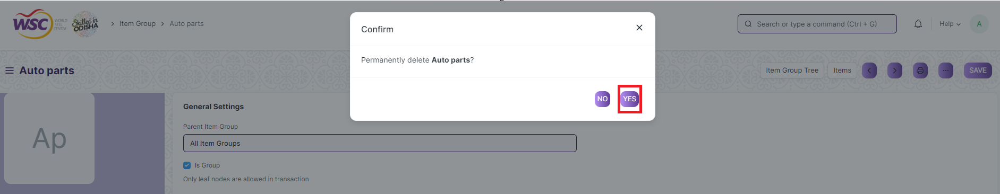 WSC WORLD SKILL CENTER
Skilled in ODISHA
Item Group Auto parts
Search or type a command (Ctrl + G)
Help
A
Confirm
Permanently delete Auto parts?
NO YES
Auto parts
Item Group Tree Items ... SAVE
Ap
General Settings
Parent Item Group
All Item Groups
Is Group
Only leaf nodes are allowed in transaction